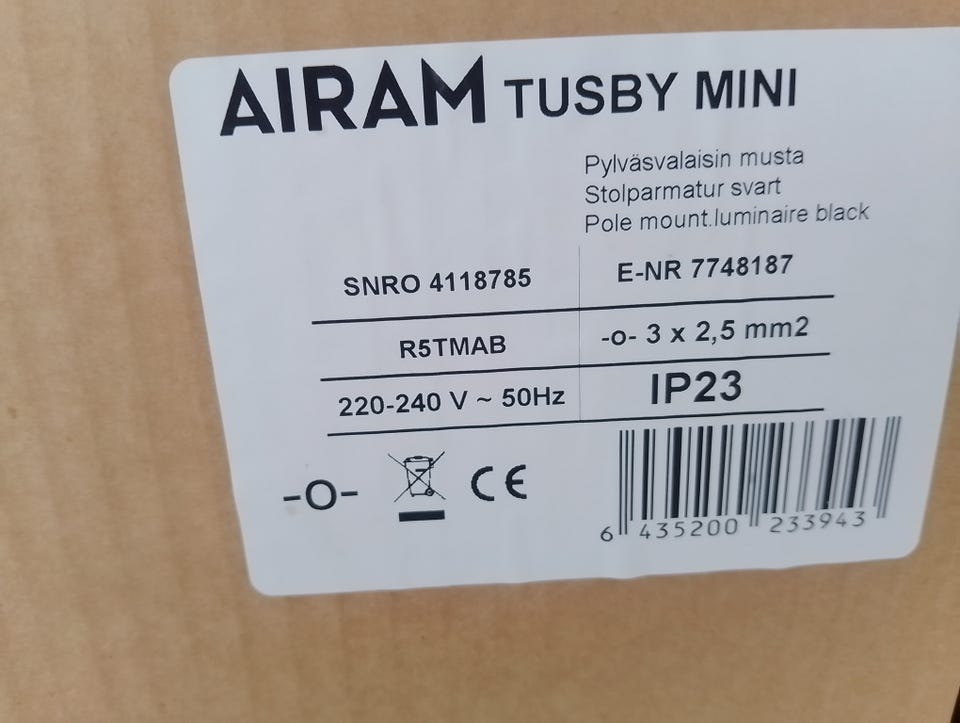 AIRAM TUSBY MINI
Pylväsvalaisin musta
Stolparmatur svart
Pole mount.luminaire black
SNRO 4118785
E-NR 7748187
R5TMAB
-o- 3 x 2,5 mm2
220-240 V ~ 50Hz
IP23
-O-
CE
6 435200 233943